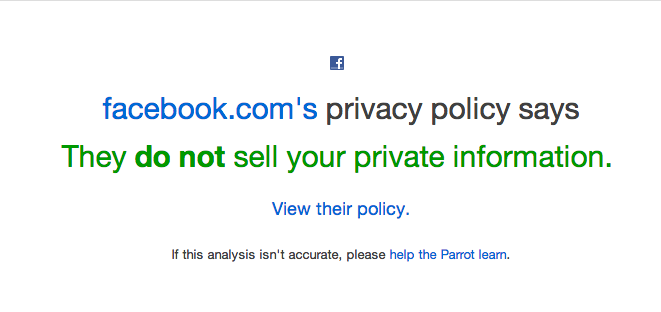 facebook.com's privacy policy says
They do not sell your private information.
View their policy.
If this analysis isn't accurate, please help the Parrot learn.